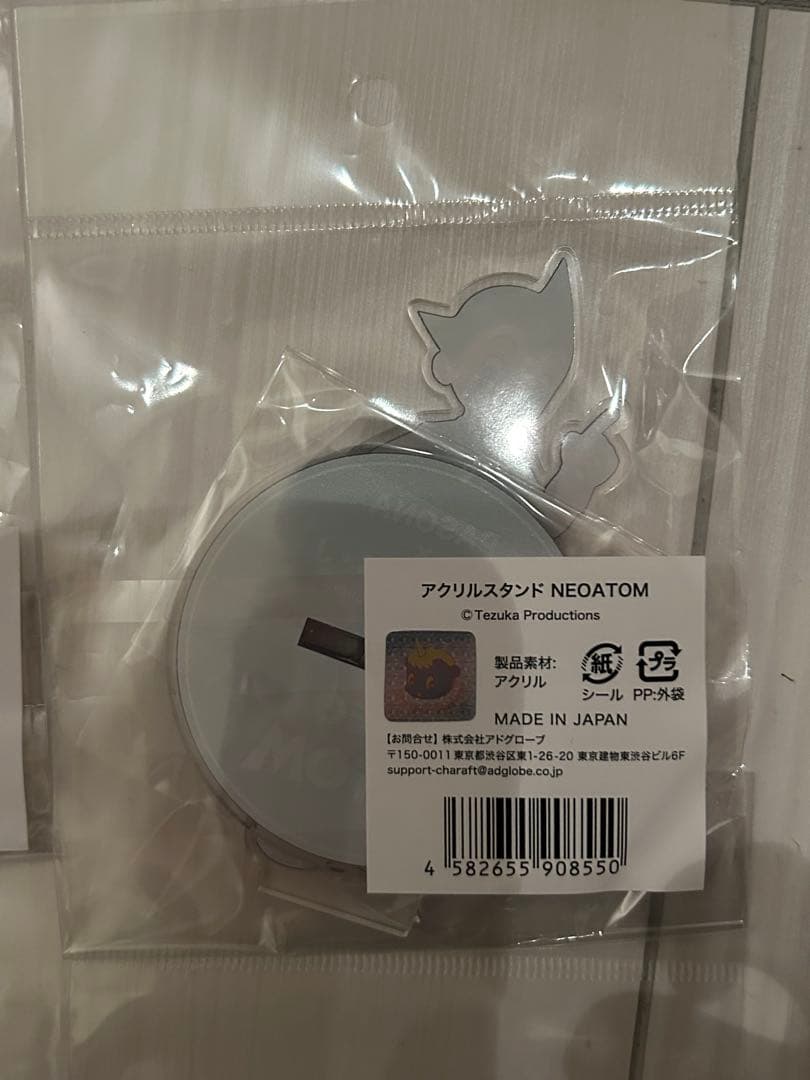 アクリルスタンド NEOATOM
©Tezuka Productions
製品素材:
アクリル
紙
シール
プラ
PP:外袋
MADE IN JAPAN
【お問合せ】株式会社アドグローブ
〒150-0011 東京都渋谷区東1-26-20 東京建物東渋谷ビル6F
support-charaft@adglobe.co.jp
4 582655 908550